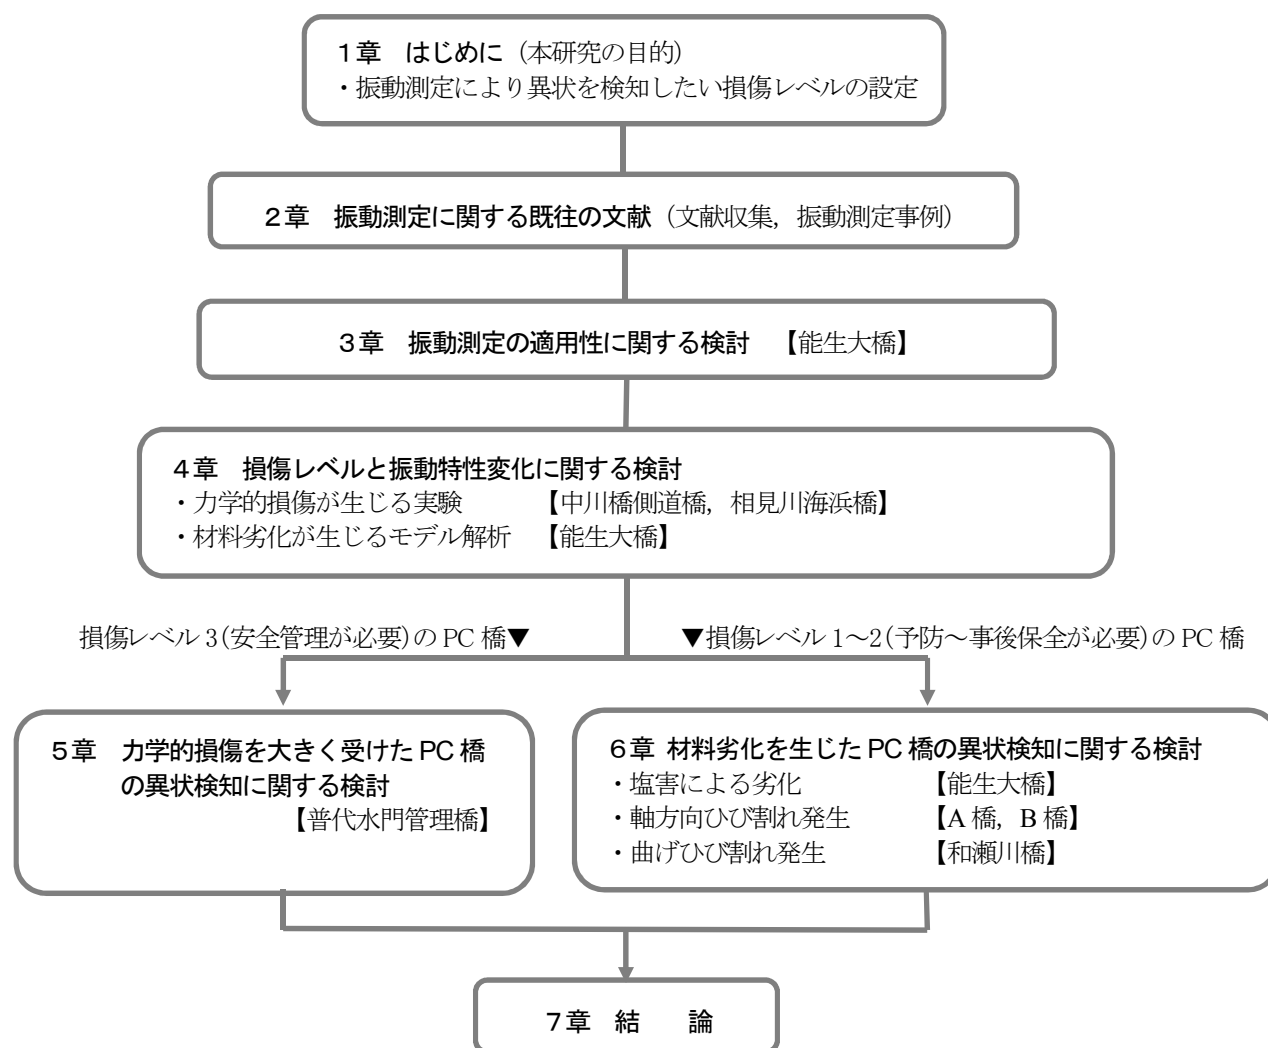 1章　はじめに（本研究の目的）
・振動測定により異状を検知したい損傷レベルの設定
2章　振動測定に関する既往の文献（文献収集，振動測定事例）
3章　振動測定の適用性に関する検討　【能生大橋】
4章　損傷レベルと振動特性変化に関する検討
・力学的損傷が生じる実験　【中川橋側道橋，相見川海浜橋】
・材料劣化が生じるモデル解析　【能生大橋】
損傷レベル3(安全管理が必要)のPC橋▼
▼損傷レベル1～2(予防～事後保全が必要)のPC橋
5章　力学的損傷を大きく受けたPC橋
の異状検知に関する検討
【普代水門管理橋】
6章 材料劣化を生じたPC橋の異状検知に関する検討
・塩害による劣化　【能生大橋】
・軸方向ひび割れ発生　【A橋，B橋】
・曲げひび割れ発生　【和瀬川橋】
7章　結　論